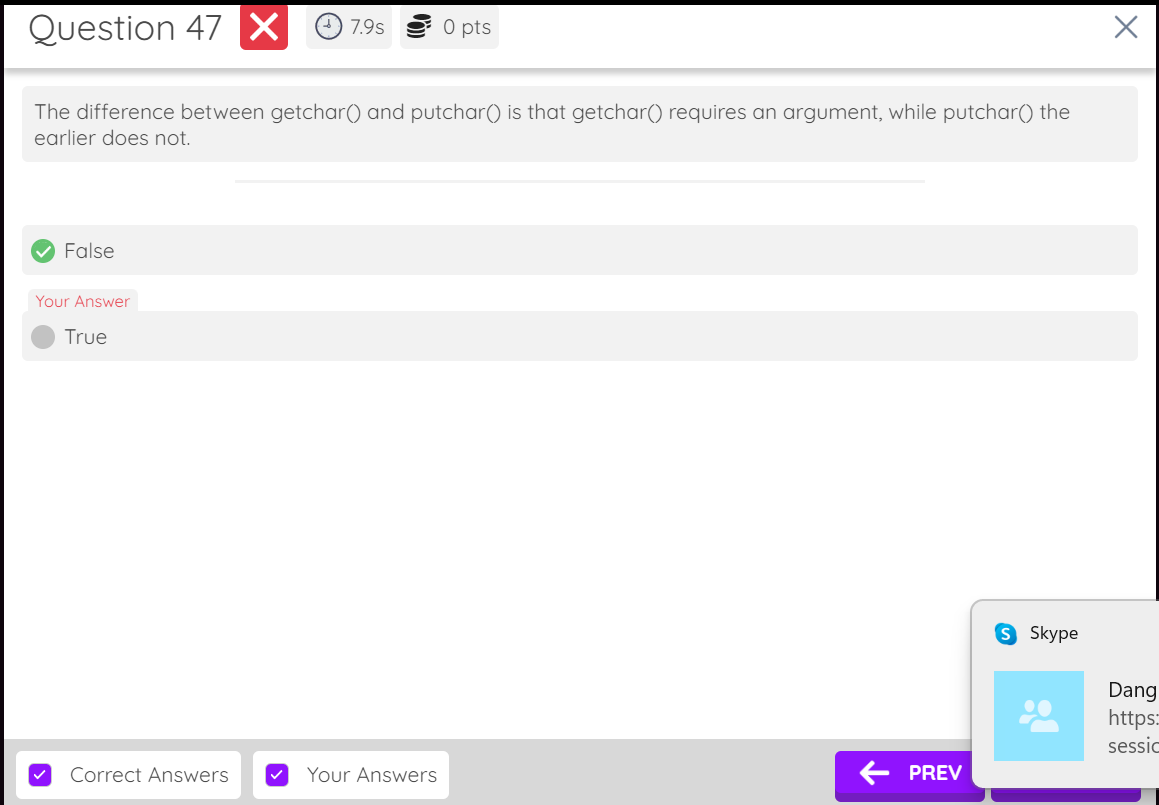 Question 47
7.9s
0 pts
The difference between getchar() and putchar() is that getchar() requires an argument, while putchar() the
earlier does not.
False
Your Answer
True
Skype
Dang
https:
sessic
Correct Answers
Your Answers
PREV